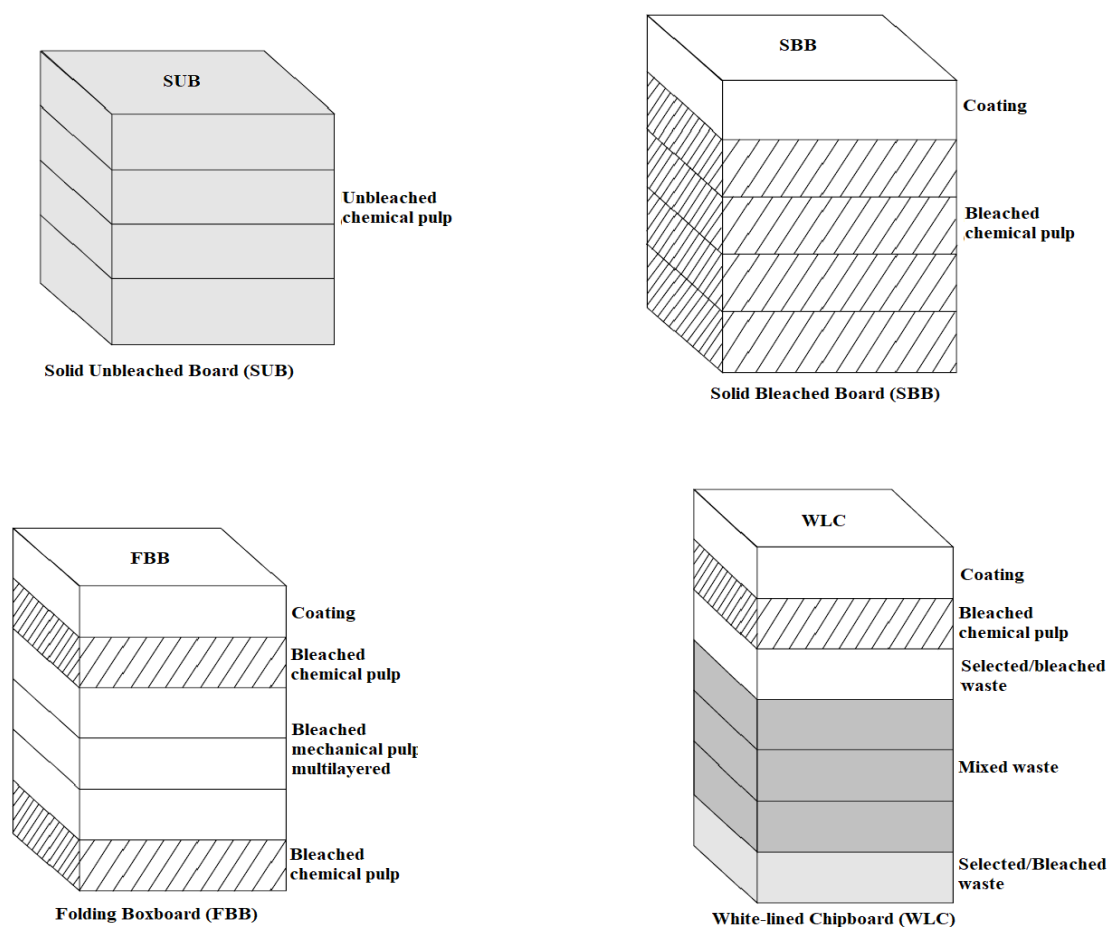 SUB
Unbleached
chemical pulp
Solid Unbleached Board (SUB)
SBB
Coating
Bleached
chemical pulp
Solid Bleached Board (SBB)
FBB
Coating
Bleached
chemical pulp
Bleached
mechanical pulp
multilayered
Bleached
chemical pulp
Folding Boxboard (FBB)
WLC
Coating
Bleached
chemical pulp
Selected/bleached
waste
Mixed waste
Selected/Bleached
waste
White-lined Chipboard (WLC)